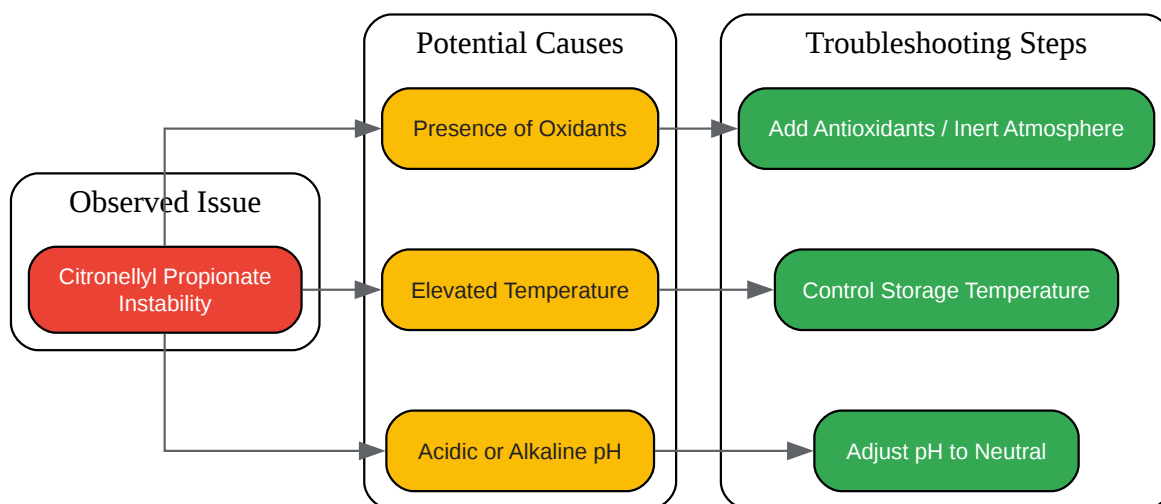 Potential Causes
Troubleshooting Steps
Presence of Oxidants
Add Antioxidants / Inert Atmosphere
Observed Issue
Citronellyl Propionate
Instability
Elevated Temperature
Control Storage Temperature
Acidic or Alkaline pH
Adjust pH to Neutral